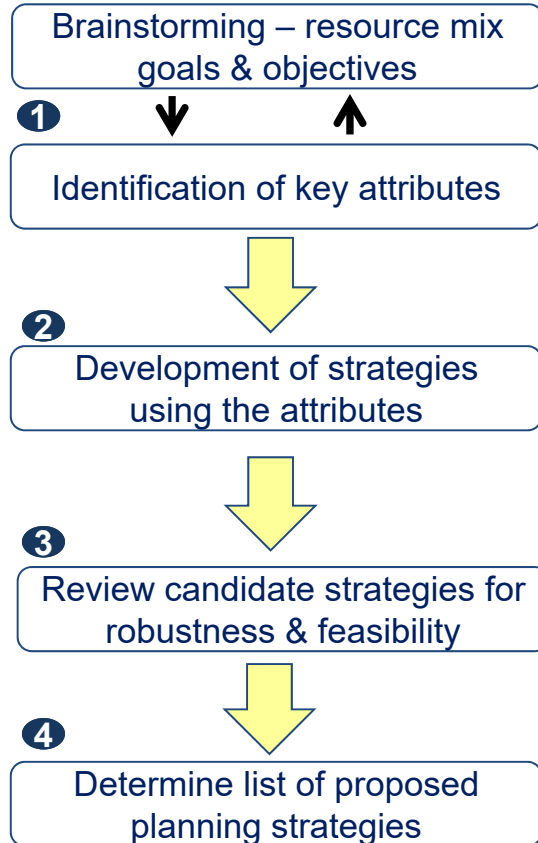 Brainstorming – resource mix
goals & objectives
1
Identification of key attributes
2
Development of strategies
using the attributes
3
Review candidate strategies for
robustness & feasibility
4
Determine list of proposed
planning strategies